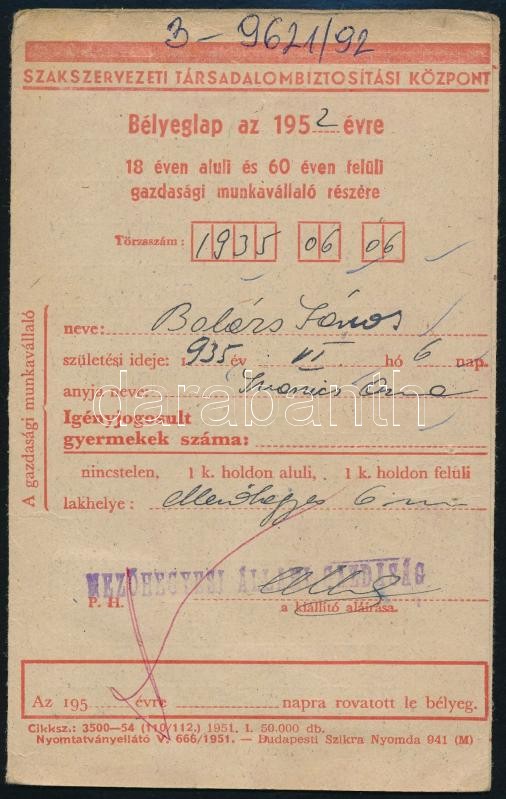 3 - 9621/92
SZAKSZERVEZETI TÁRSADALOMBIZTOSÍTÁSI KÖZPONT
Bélyeglap az 1952 évre
18 éven aluli és 60 éven felüli
gazdasági munkavállaló részére
Törzsszám: 1935 06 06
A gazdasági munkavállaló
neve: Balázs János
születési ideje: 1935 év VI. hó 6 nap.
anyja neve: Anna
darabanth
Igényjogosult
gyermekek száma:
nincstelen, 1 k. holdon aluli, 1 k. holdon felüli
lakhelye: Mezőhegyes 6
MEZŐHEGYESI ÁLLAMI GAZDASÁG
P. H. a kiállító aláírása.
Az 195 évre napra rovatott le bélyeg.
Cikksz.: 3500—54 (110/112.) 1951. I. 50.000 db.
Nyomtatványellátó V. 666/1951. — Budapesti Szikra Nyomda 941 (M)